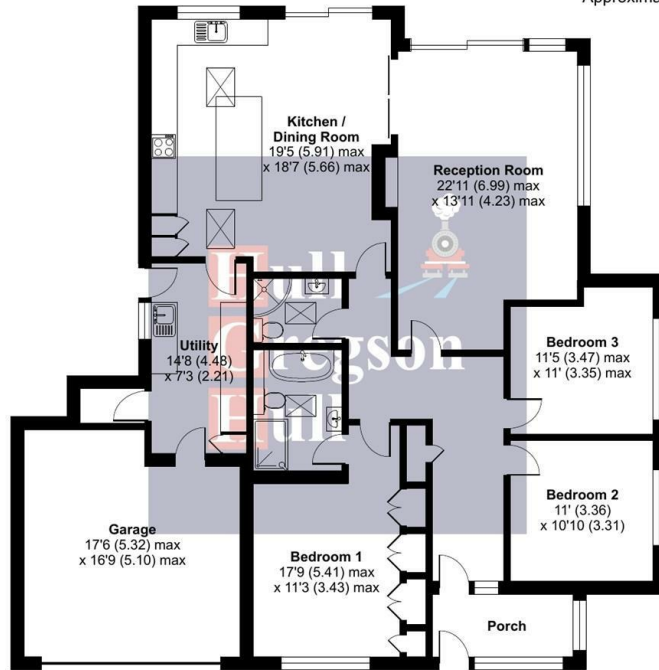 Approxima
Kitchen /
Dining Room
19'5 (5.91) max
x 18'7 (5.66) max
Reception Room
22'11 (6.99) max
x 13'11 (4.23) max
Hull
Gregson
Hull
Utility
14'8 (4.48)
x 7'3 (2.21)
Bedroom 3
11'5 (3.47) max
x 11' (3.35) max
Bedroom 2
11' (3.36)
x 10'10 (3.31)
Garage
17'6 (5.32) max
x 16'9 (5.10) max
Bedroom 1
17'9 (5.41) max
x 11'3 (3.43) max
Porch